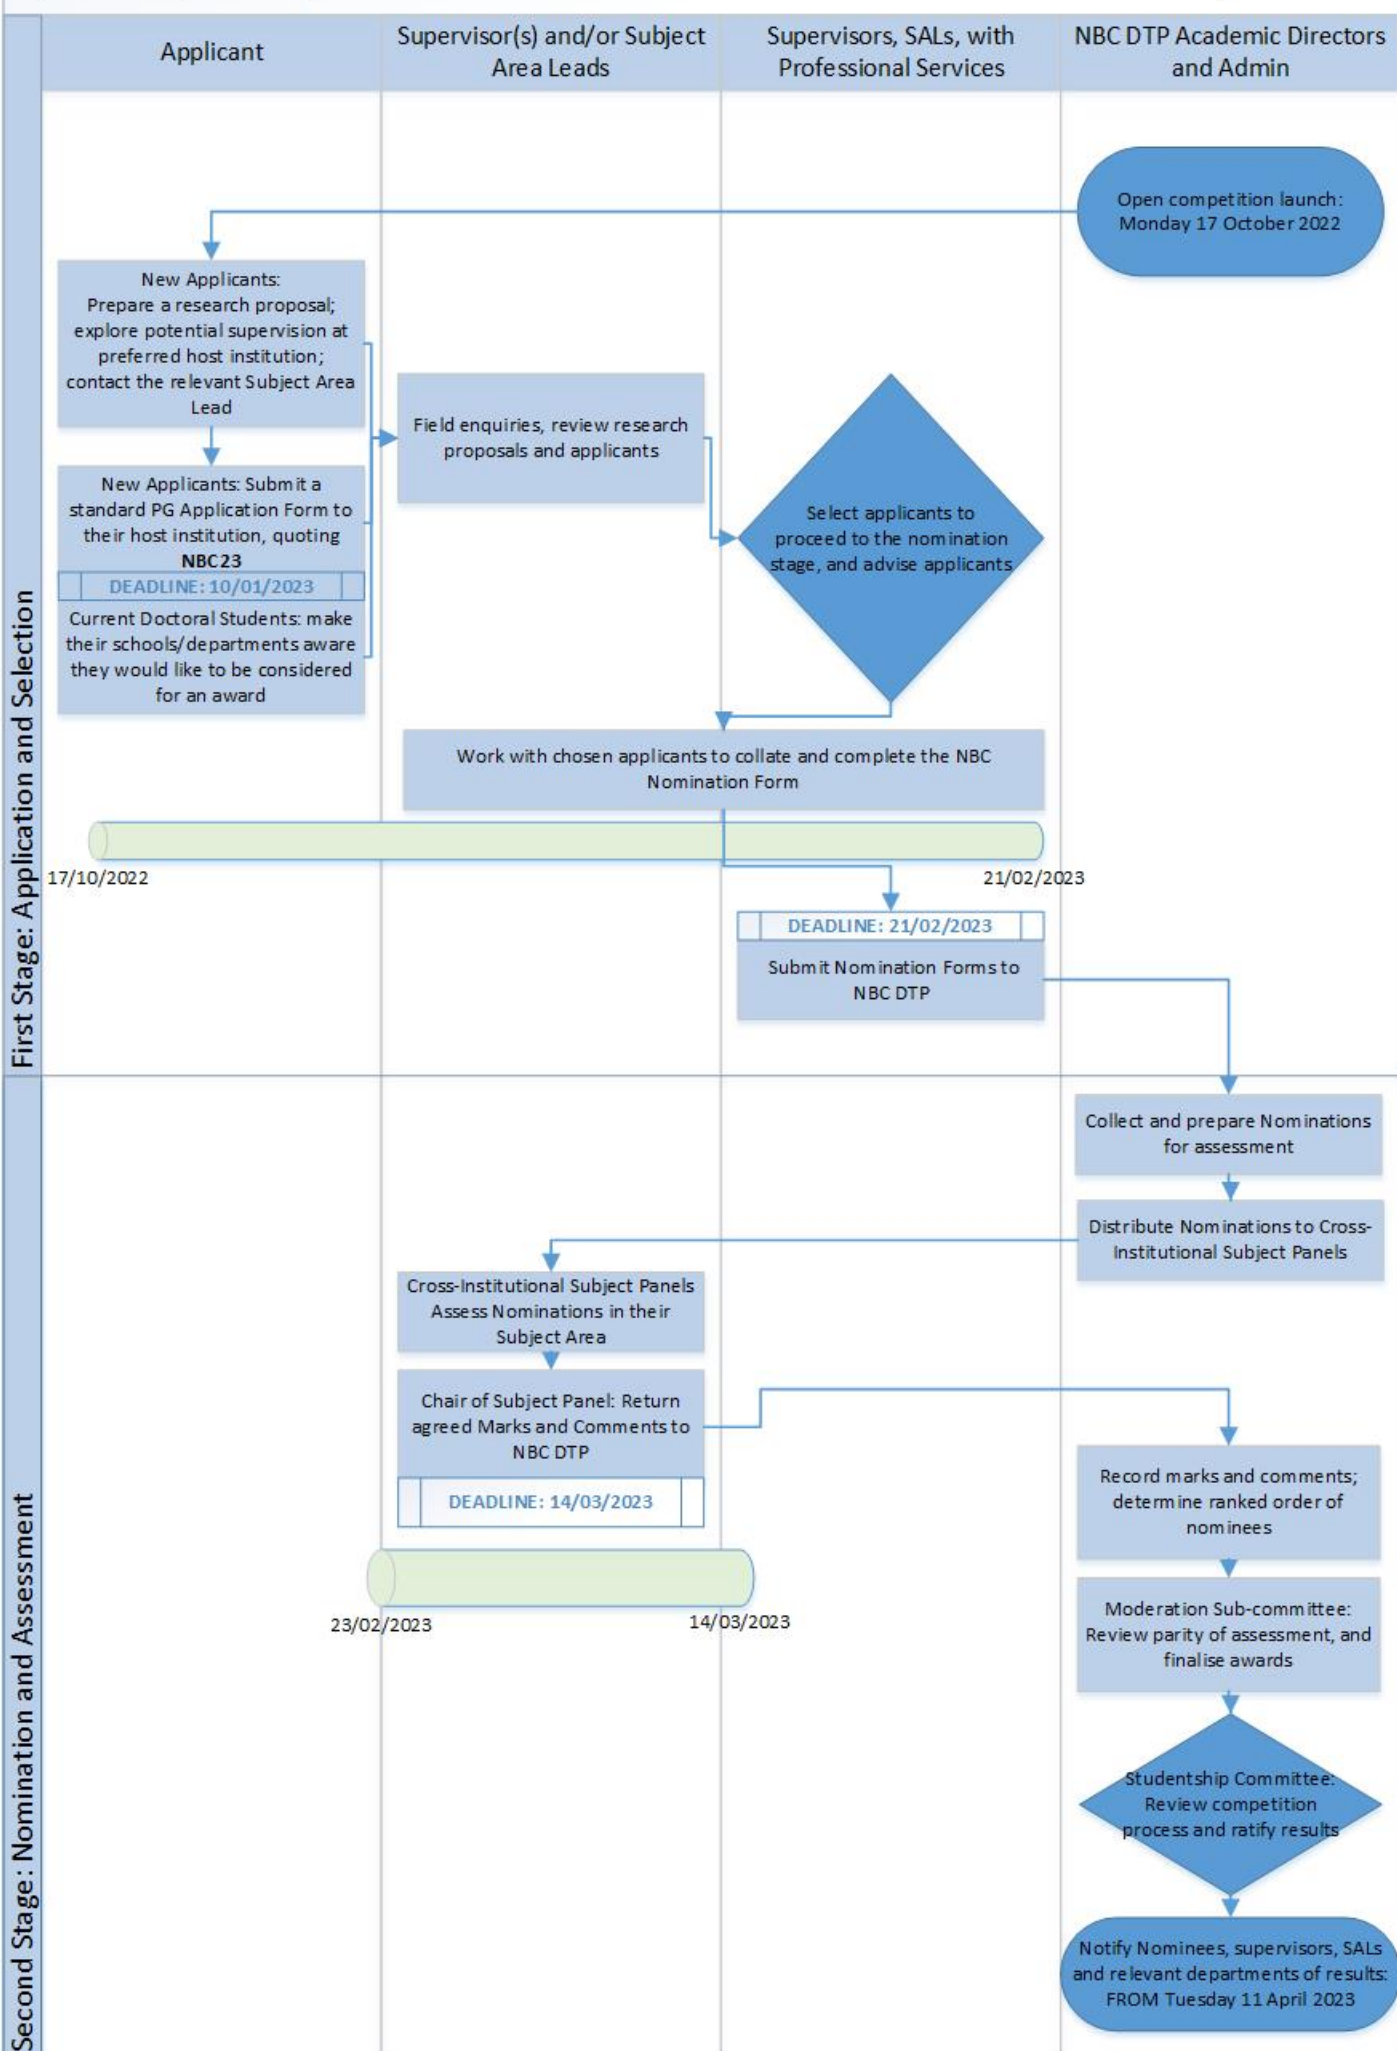 Applicant
Supervisor(s) and/or Subject
Area Leads
Supervisors, SALs, with
Professional Services
NBC DTP Academic Directors
and Admin
First Stage: Application and Selection
Open competition launch:
Monday 17 October 2022
New Applicants:
Prepare a research proposal;
explore potential supervision at
preferred host institution;
contact the relevant Subject Area
Lead
New Applicants: Submit a
standard PG Application Form to
their host institution, quoting
NBC23
DEADLINE: 10/01/2023
Current Doctoral Students: make
their schools/departments aware
they would like to be considered
for an award
Field enquiries, review research
proposals and applicants
Select applicants to
proceed to the nomination
stage, and advise applicants
Work with chosen applicants to collate and complete the NBC
Nomination Form
17/10/2022
21/02/2023
DEADLINE: 21/02/2023
Submit Nomination Forms to
NBC DTP
Second Stage: Nomination and Assessment
Collect and prepare Nominations
for assessment
Distribute Nominations to Cross-
Institutional Subject Panels
Cross-Institutional Subject Panels
Assess Nominations in their
Subject Area
Chair of Subject Panel: Return
agreed Marks and Comments to
NBC DTP
DEADLINE: 14/03/2023
23/02/2023
14/03/2023
Record marks and comments;
determine ranked order of
nominees
Moderation Sub-committee:
Review parity of assessment, and
finalise awards
Studentship Committee:
Review competition
process and ratify results
Notify Nominees, supervisors, SALs
and relevant departments of results:
FROM Tuesday 11 April 2023